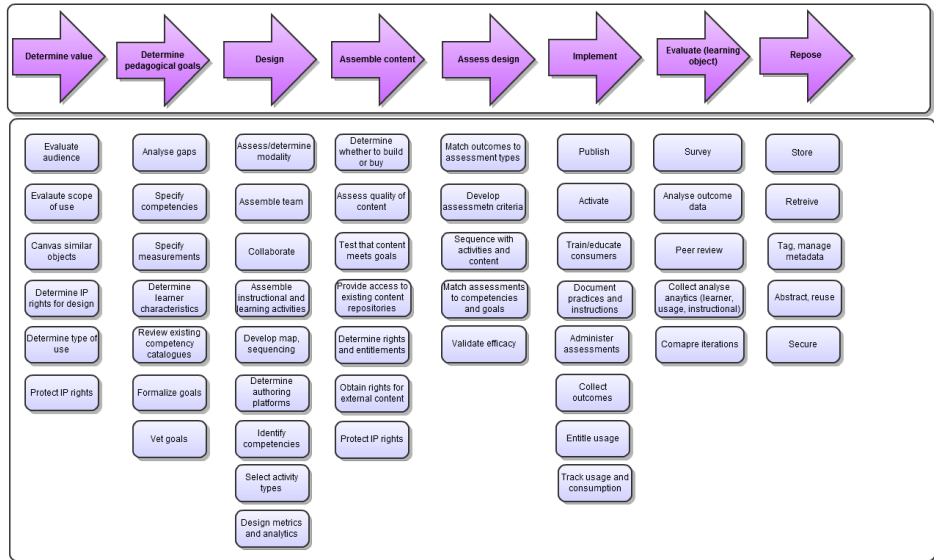 Determine value
Determine
pedagogical goals
Design
Assemble content
Assess design
Implement
Evaluate (learning
object)
Repose
Evaluate
audience
Evalaute scope
of use
Canvas similar
objects
Determine IP
rights for design
Determine type of
use
Protect IP rights
Analyse gaps
Specify
competencies
Specify
measurements
Determine
learner
characteristics
Review existing
competency
catalogues
Formalize goals
Vet goals
Assess/determine
modality
Assemble team
Collaborate
Assemble
instructional and
learning activities
Develop map,
sequencing
Determine
authoring
platforms
Identify
competencies
Select activity
types
Design metrics
and analytics
Determine
whether to build
or buy
Assess quality of
content
Test that content
meets goals
Provide access to
existing content
repositories
Determine rights
and entitlements
Obtain rights for
external content
Protect IP rights
Match outcomes to
assessment types
Develop
assessmetn criteria
Sequence with
activities and
content
Match assessments
to competencies
and goals
Validate efficacy
Publish
Activate
Train/educate
consumers
Document
practices and
instructions
Administer
assessments
Collect
outcomes
Entitle usage
Track usage and
consumption
Survey
Analyse outcome
data
Peer review
Collect analyse
anaytics (learner,
usage, instructional)
Comapre iterations
Store
Retreive
Tag, manage
metadata
Abstract, reuse
Secure